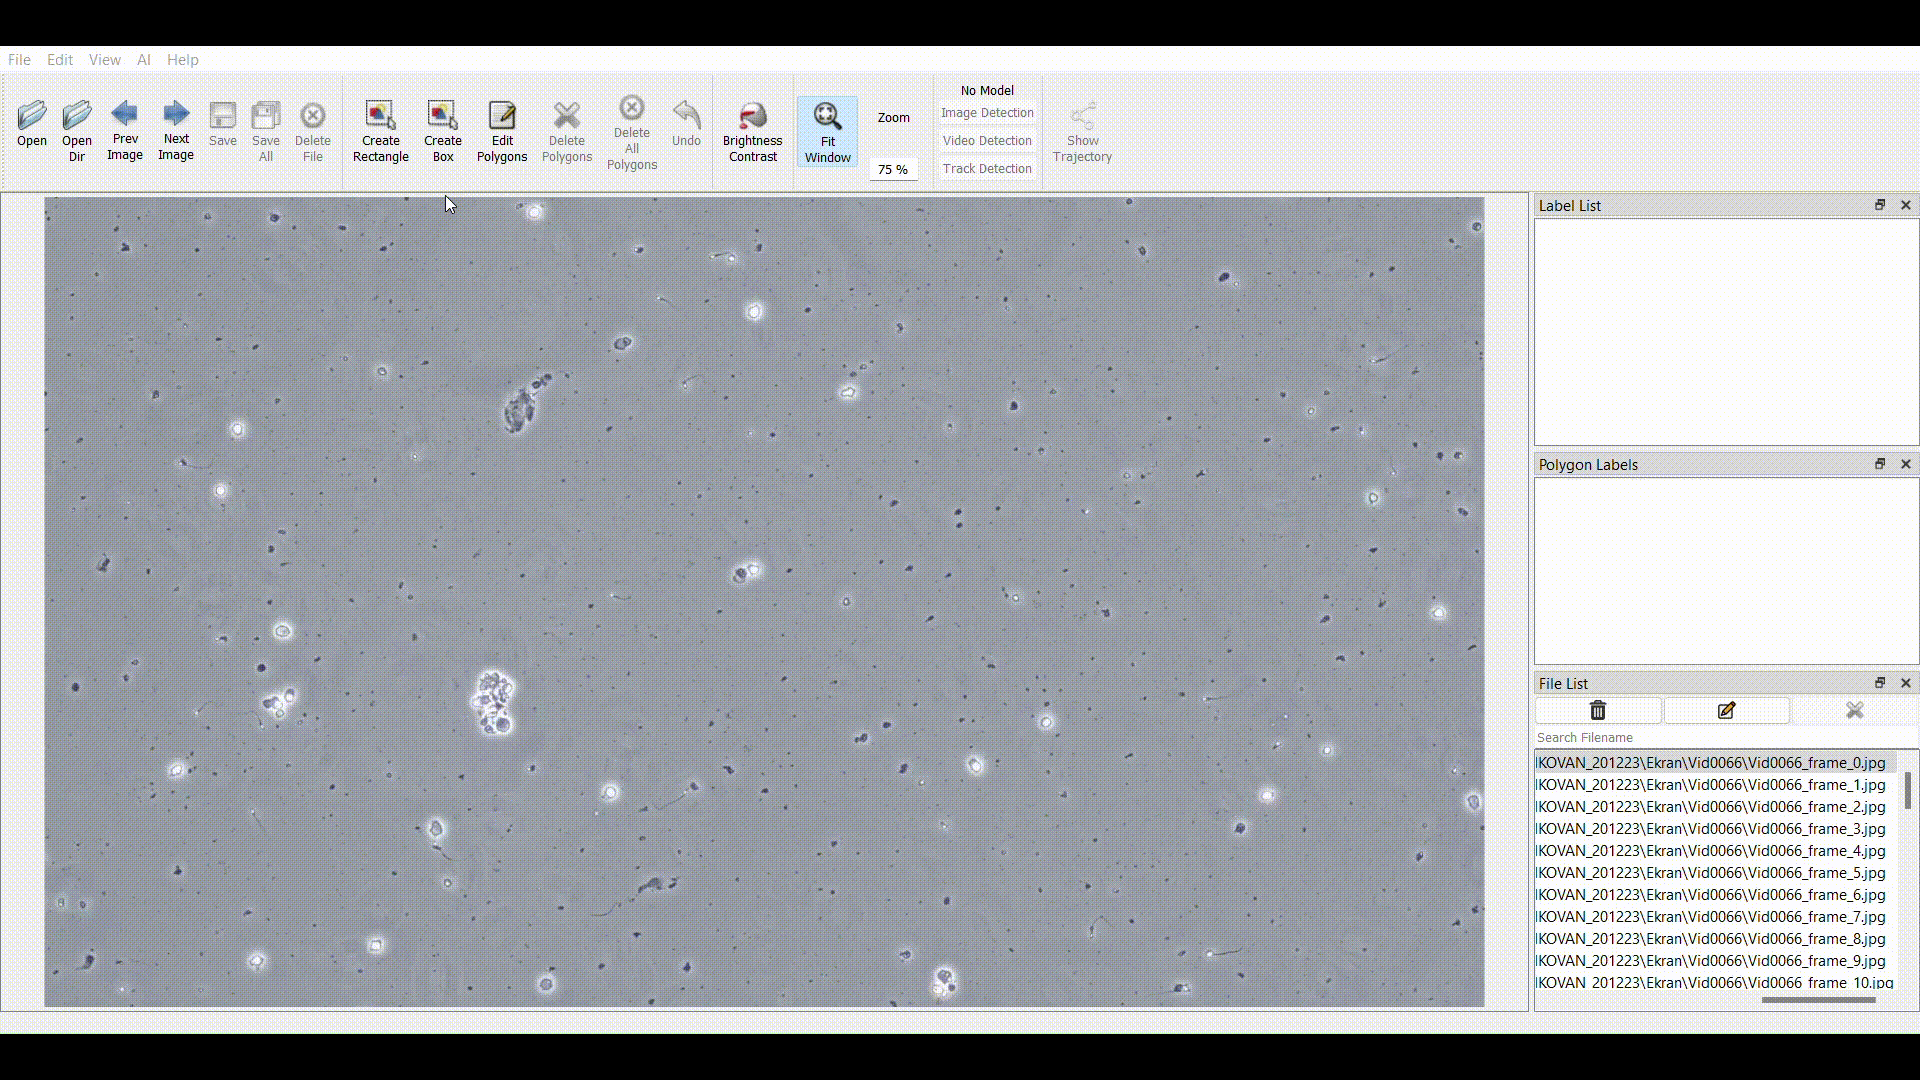 File Edit View AI Help
Open
Open
Dir
Prev
Image
Next
Image
Save
Save
All
Delete
File
Create
Rectangle
Create
Box
Edit
Polygons
Delete
Polygons
Delete
All
Polygons
Undo
Brightness
Contrast
Fit
Window
Zoom
75 %
No Model
Image Detection
Video Detection
Track Detection
Show
Trajectory
Label List
Polygon Labels
File List
Search Filename
IKOVAN_201223\Ekran\Vid0066\Vid0066_frame_0.jpg
IKOVAN_201223\Ekran\Vid0066\Vid0066_frame_1.jpg
IKOVAN_201223\Ekran\Vid0066\Vid0066_frame_2.jpg
IKOVAN_201223\Ekran\Vid0066\Vid0066_frame_3.jpg
IKOVAN_201223\Ekran\Vid0066\Vid0066_frame_4.jpg
IKOVAN_201223\Ekran\Vid0066\Vid0066_frame_5.jpg
IKOVAN_201223\Ekran\Vid0066\Vid0066_frame_6.jpg
IKOVAN_201223\Ekran\Vid0066\Vid0066_frame_7.jpg
IKOVAN_201223\Ekran\Vid0066\Vid0066_frame_8.jpg
IKOVAN_201223\Ekran\Vid0066\Vid0066_frame_9.jpg
IKOVAN_201223\Ekran\Vid0066\Vid0066_frame_10.jpg